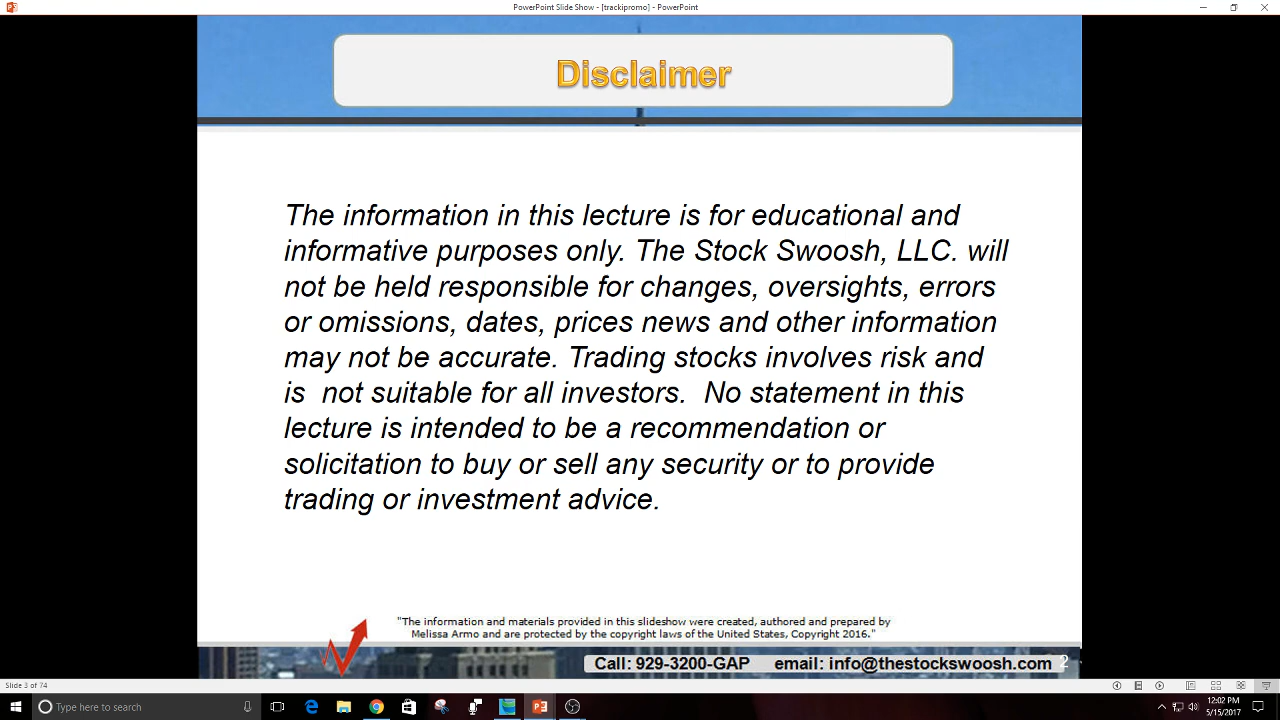 PowerPoint Slide Show - [trackipromo] - PowerPoint
Disclaimer
The information in this lecture is for educational and
informative purposes only. The Stock Swoosh, LLC. will
not be held responsible for changes, oversights, errors
or omissions, dates, prices news and other information
may not be accurate. Trading stocks involves risk and
is  not suitable for all investors.  No statement in this
lecture is intended to be a recommendation or
solicitation to buy or sell any security or to provide
trading or investment advice.
"The information and materials provided in this slideshow were created, authored and prepared by
Melissa Armo and are protected by the copyright laws of the United States, Copyright 2016."
Call: 929-3200-GAP email: info@thestockswoosh.com 2
Slide 3 of 74
Type here to search
12:02 PM
5/15/2017